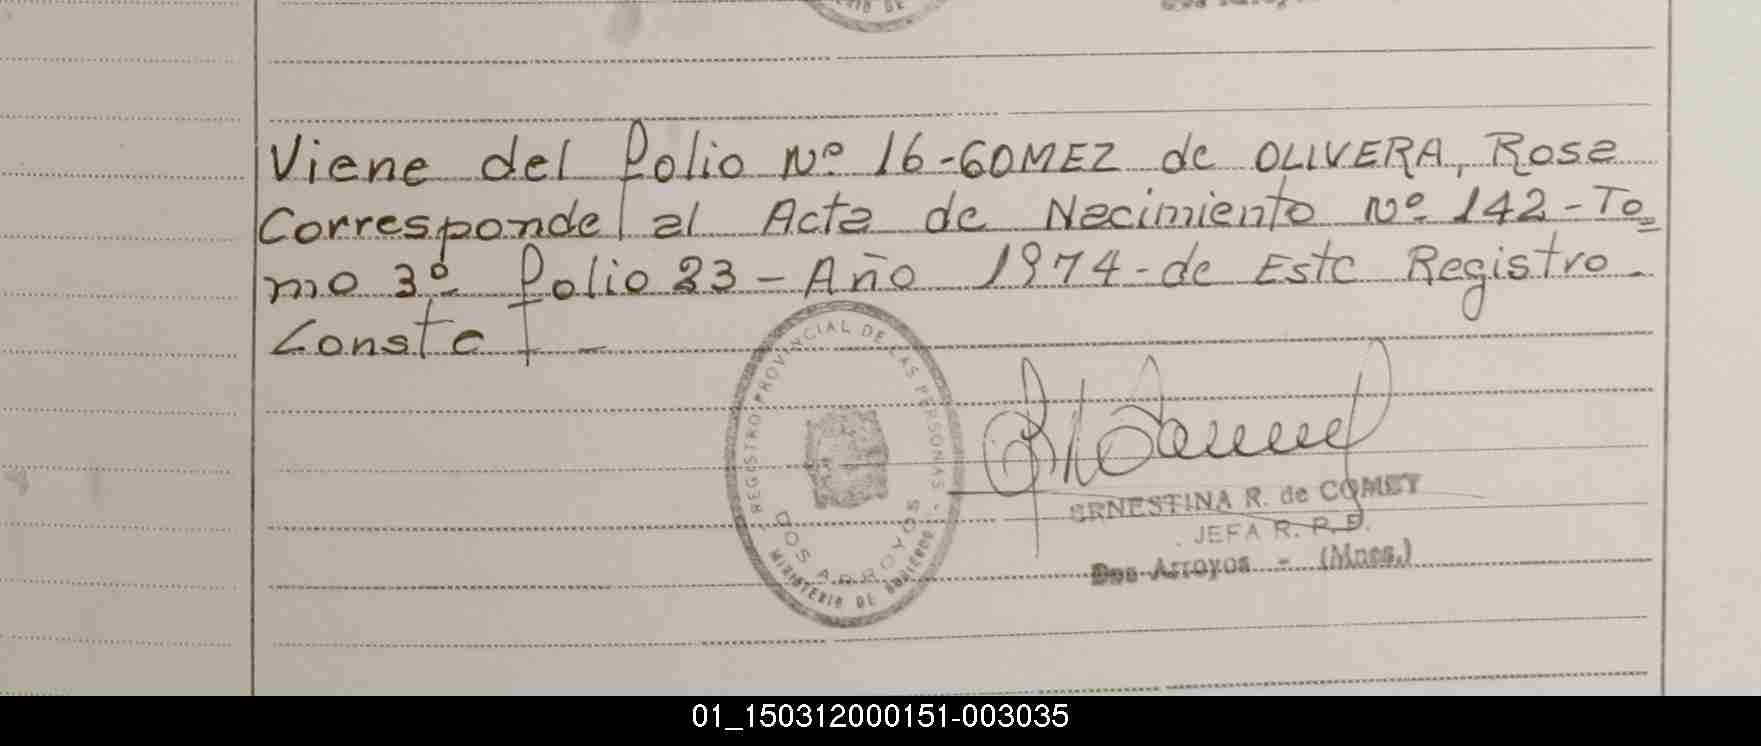 Viene del folio Nº 16-GOMEZ de OLIVERA, Rosa
Corresponde al Acta de Nacimiento Nº 142-To=
mo 3º folio 23-Año 1974-de Este Registro.
Conste
REGISTRO PROVINCIAL DE LAS PERSONAS
DOS ARROYOS
MINISTERIO DE GOBIERNO
ERNESTINA R. de COMEY
JEFA R. P. P.
Dos Arroyos - (Mnes.)
01_150312000151-003035